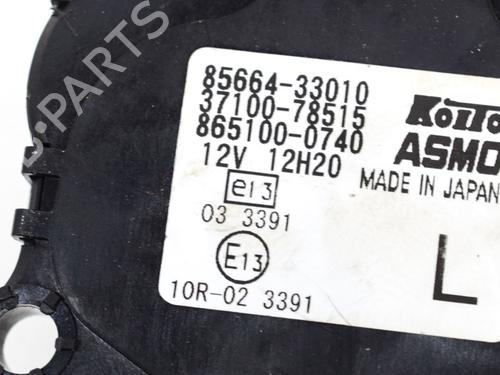 B-PARTS
85664-33010
37100-78515
865100-0740
12V 12H20
KOITO
ASMO
MADE IN JAPAN
e13
03 3391
E13
10R-02 3391
L